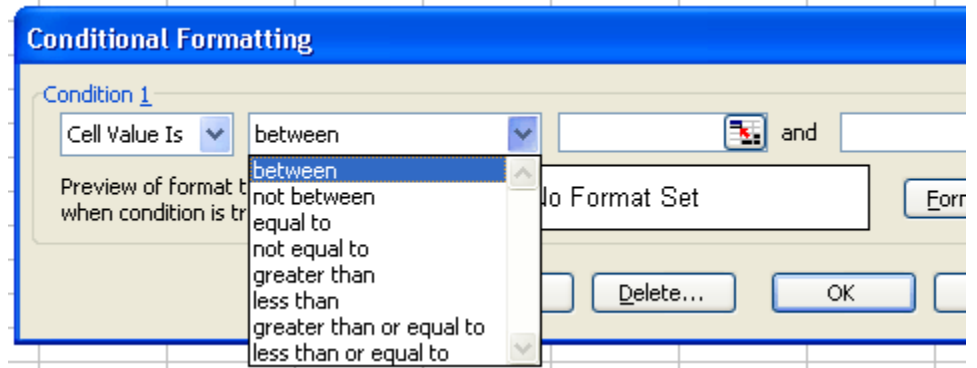 Conditional Formatting
Condition 1
Cell Value Is between and
between
not between
equal to
not equal to
greater than
less than
greater than or equal to
less than or equal to
Preview of format
when condition is
No Format Set
Delete... OK